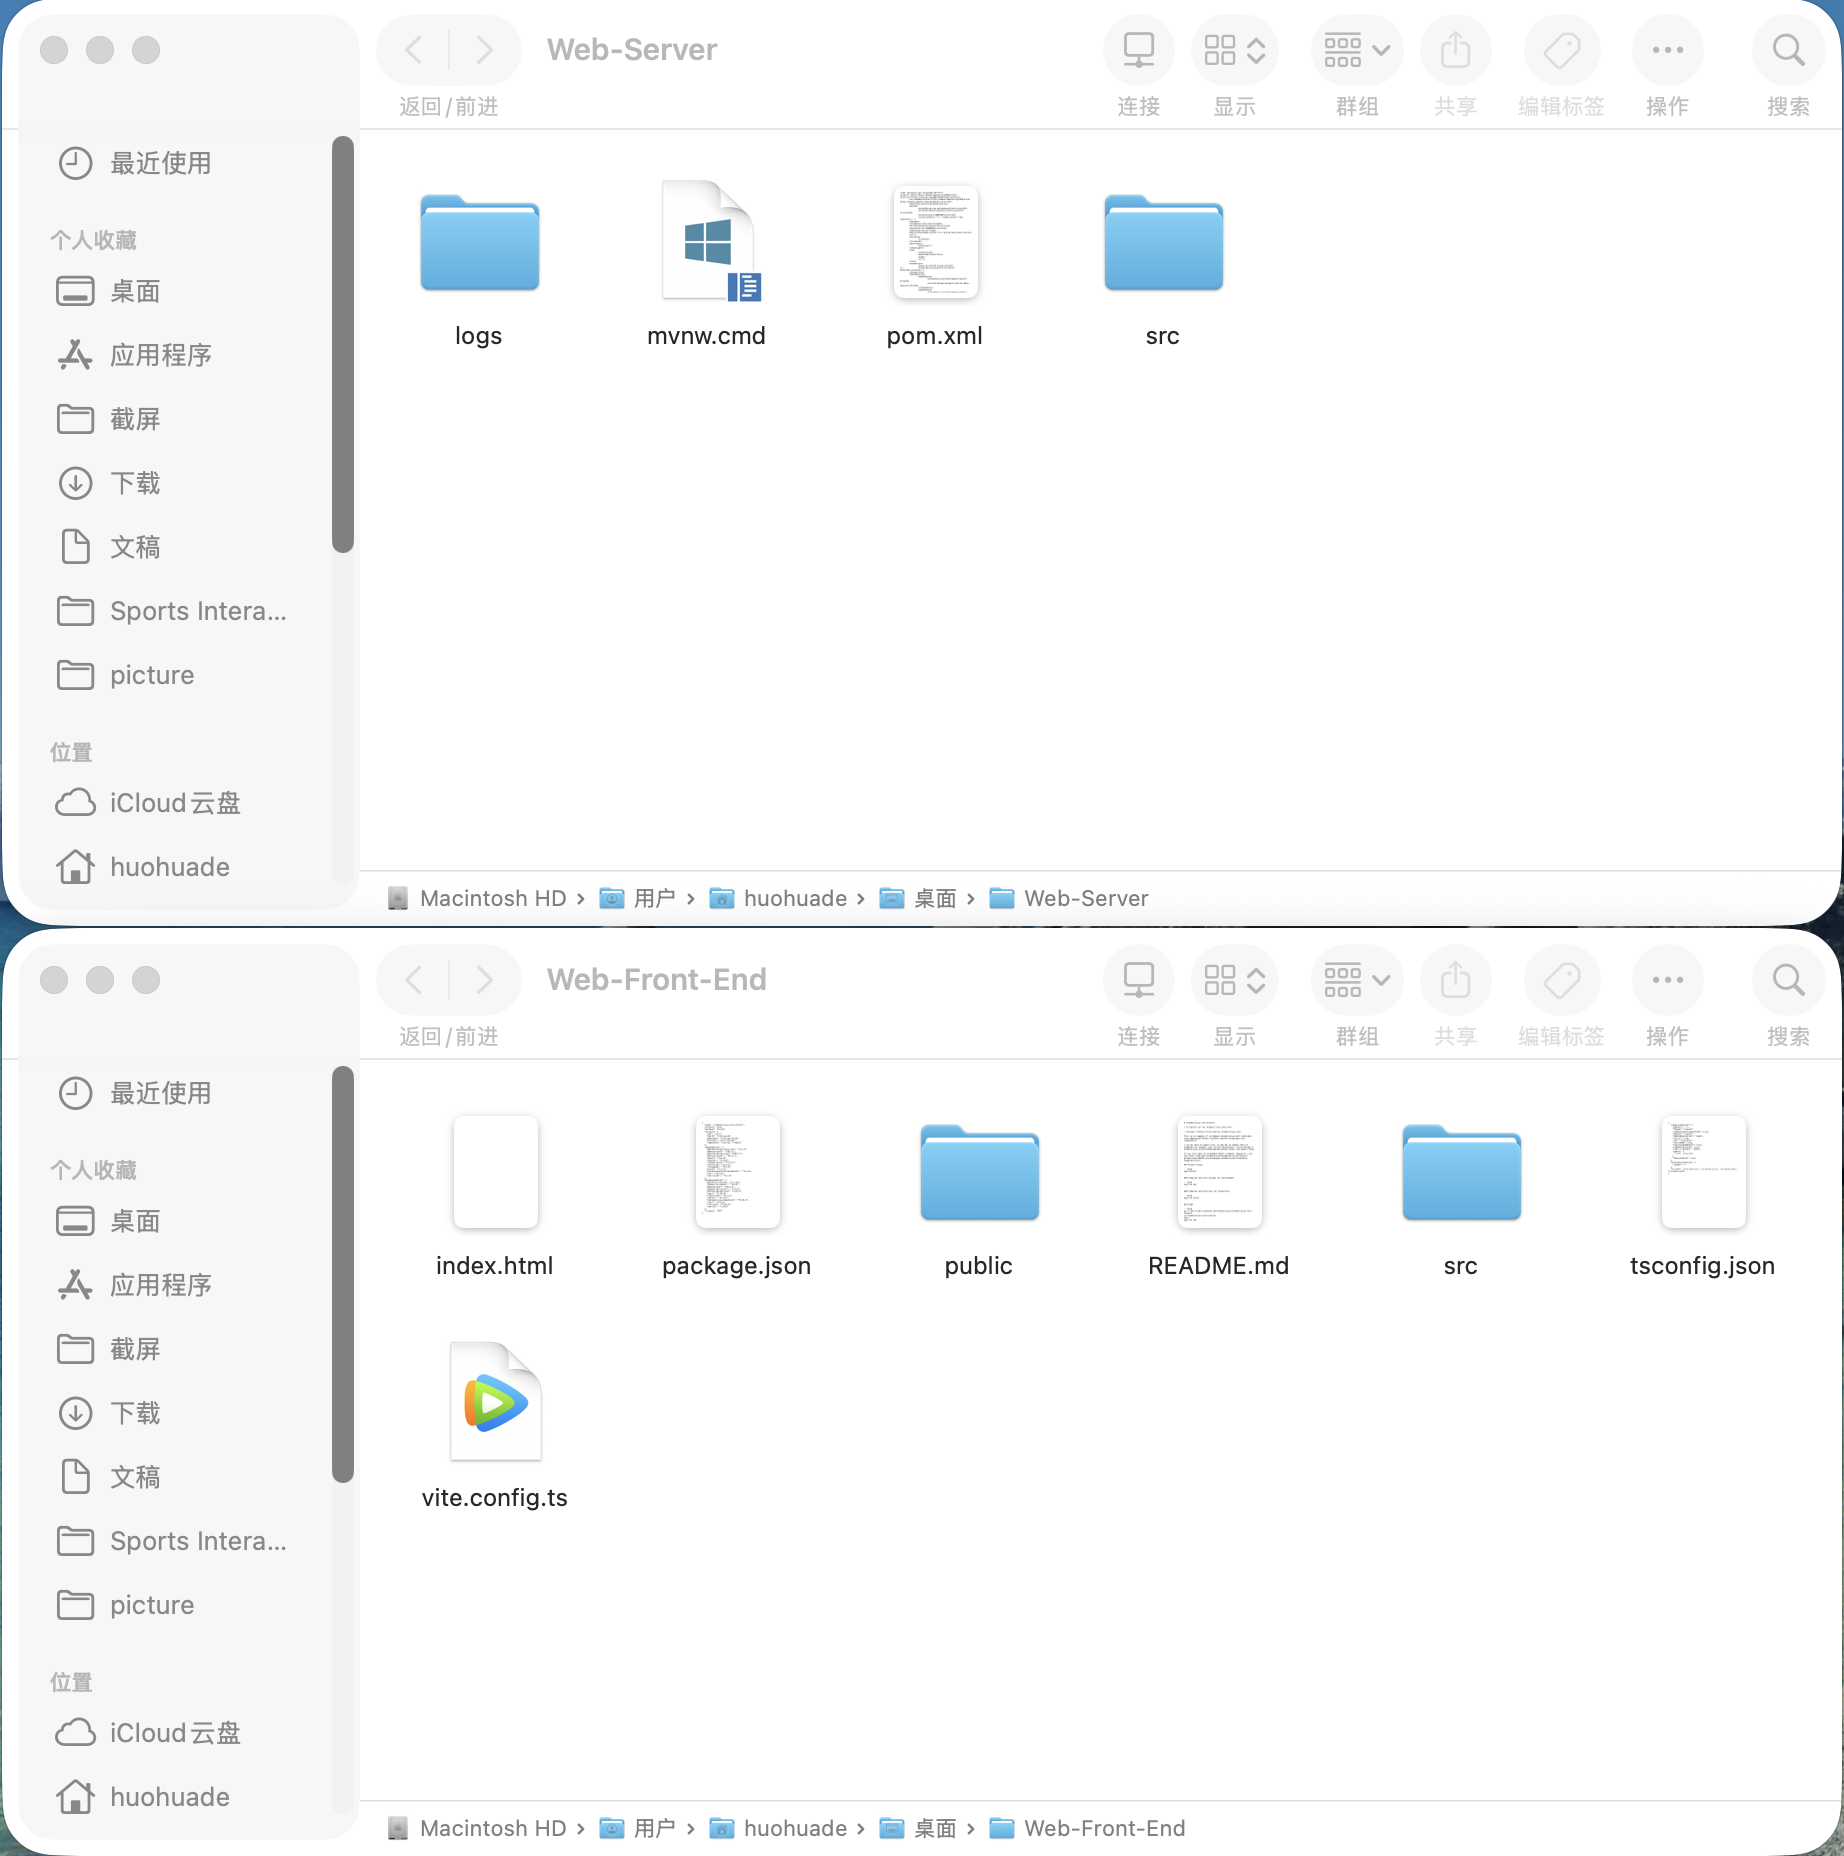 Web-Server
返回/前进
连接
显示
群组
共享
编辑标签
操作
搜索
最近使用
个人收藏
桌面
应用程序
截屏
下载
文稿
Sports Intera...
picture
位置
iCloud云盘
huohuade
logs
mvnw.cmd
pom.xml
src
Macintosh HD › 用户 › huohuade › 桌面 › Web-Server
Web-Front-End
返回/前进
连接
显示
群组
共享
编辑标签
操作
搜索
最近使用
个人收藏
桌面
应用程序
截屏
下载
文稿
Sports Intera...
picture
位置
iCloud云盘
huohuade
index.html
package.json
public
README.md
src
tsconfig.json
vite.config.ts
Macintosh HD › 用户 › huohuade › 桌面 › Web-Front-End